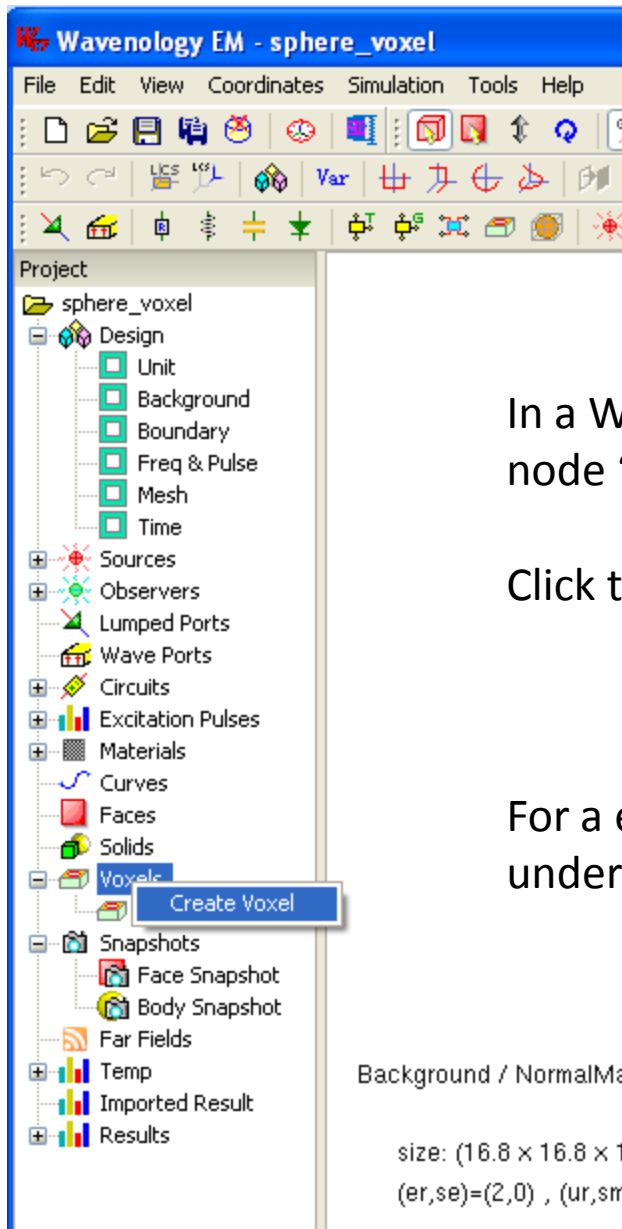 Wavenology EM - sphere_voxel
File Edit View Coordinates Simulation Tools Help
UCS Var
T G
R
Project
sphere_voxel
Design
Unit
Background
Boundary
Freq & Pulse
Mesh
Time
Sources
Observers
Lumped Ports
Wave Ports
Circuits
Excitation Pulses
Materials
Curves
Faces
Solids
Voxels
Create Voxel
Snapshots
Face Snapshot
Body Snapshot
Far Fields
Temp
Imported Result
Results
In a W
node “
Click t
For a e
under
Background / NormalMa
size: (16.8 × 16.8 × 1
(er,se)=(2,0) , (ur,sm